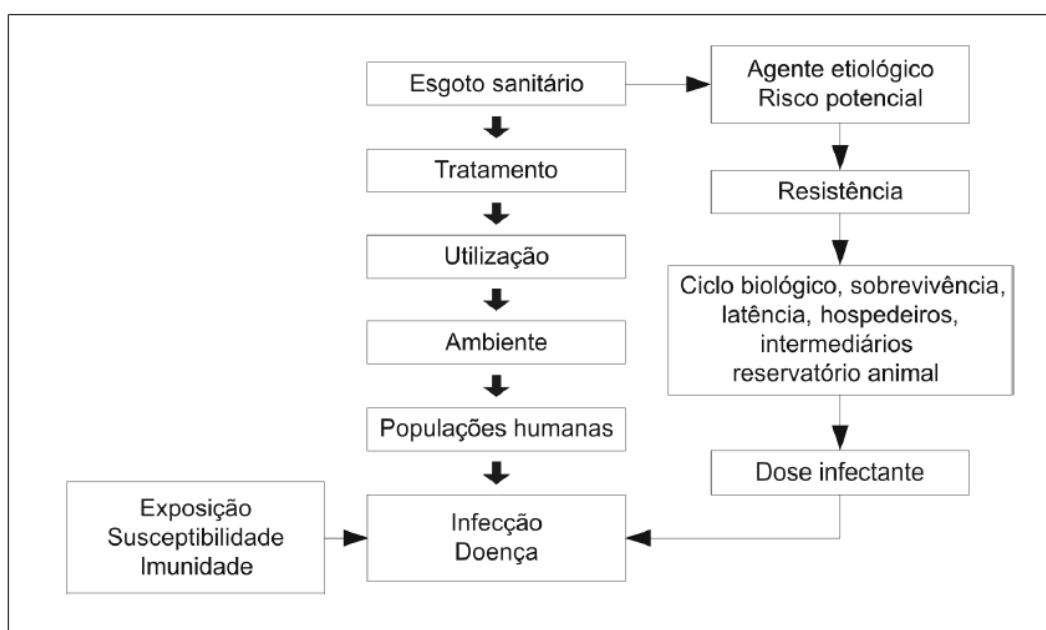 Esgoto sanitário
Agente etiológico
Risco potencial
Tratamento
Resistência
Utilização
Ciclo biológico, sobrevivência,
latência, hospedeiros,
intermediários
reservatório animal
Ambiente
Populações humanas
Dose infectante
Exposição
Susceptibilidade
Imunidade
Infecção
Doença